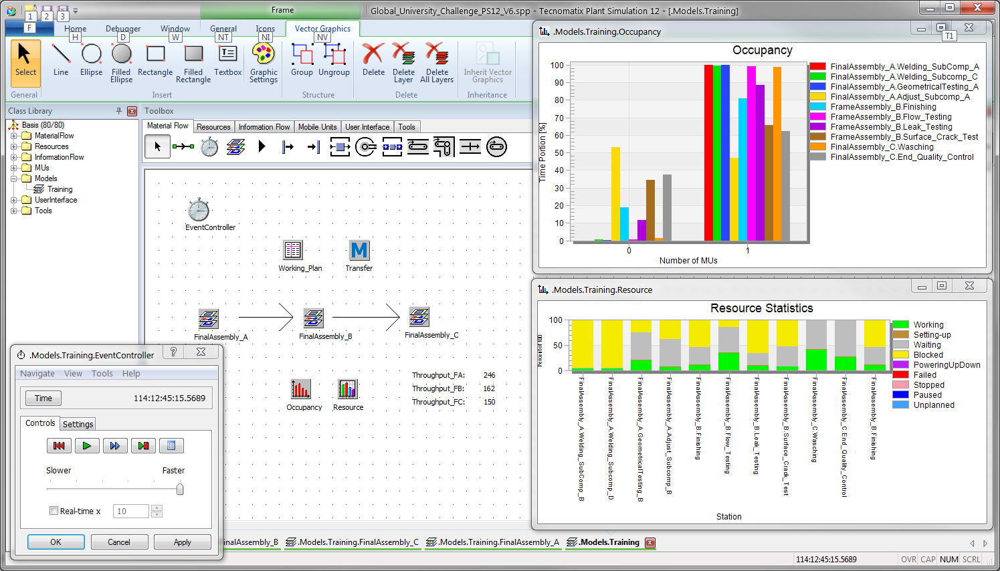 Frame
Global_University_Challenge_PS12_V6.spp - Tecnomatix Plant Simulation 12 - [.Models.Training]
1 2 3
F
Home Debugger Window General Icons Vector Graphics
H D W NT NI NV
Select Line Ellipse Filled Ellipse Rectangle Filled Rectangle Textbox Graphic Settings Group Ungroup Delete Delete Layer Delete All Layers Inherit Vector Graphics
General Insert Structure Delete Inheritance
Class Library
Basis (80/80)
MaterialFlow
Resources
InformationFlow
MUs
Models
Training
UserInterface
Tools
Toolbox
Material Flow Resources Information Flow Mobile Units User Interface Tools
EventController
Working_Plan
M
Transfer
FinalAssembly_A
FinalAssembly_B
FinalAssembly_C
Occupancy
Resource
Throughput_FA: 246
Throughput_FB: 162
Throughput_FC: 150
.Models.Training.Occupancy
T1
Occupancy
Time Portion [%]
100
90
80
70
60
50
40
30
20
10
0
0 1
Number of MUs
FinalAssembly_A.Welding_SubComp_A
FinalAssembly_A.Welding_Subcomp_C
FinalAssembly_A.GeometricalTesting_A
FinalAssembly_A.Adjust_Subcomp_A
FrameAssembly_B.Finishing
FrameAssembly_B.Flow_Testing
FrameAssembly_B.Leak_Testing
FrameAssembly_B.Surface_Crack_Test
FinalAssembly_C.Wasching
FinalAssembly_C.End_Quality_Control
.Models.Training.Resource
Resource Statistics
Percent of 100
100
50
0
FinalAssembly_A.Welding_SubComp_B
FinalAssembly_A.Welding_Subcomp_D
FinalAssembly_A.GeometricalTesting_B
FinalAssembly_A.Adjust_Subcomp_B
FinalAssembly_B.Finishing
FinalAssembly_B.Flow_Testing
FinalAssembly_B.Leak_Testing
FinalAssembly_B.Surface_Crack_Test
FinalAssembly_C.Wasching
FinalAssembly_C.End_Quality_Control
FinalAssembly_B.Finishing
Station
Working
Setting-up
Waiting
Blocked
PoweringUpDown
Failed
Stopped
Paused
Unplanned
.Models.Training.EventController
?
Navigate View Tools Help
Time 114:12:45:15.5689
Controls Settings
Slower Faster
Real-time x 10
OK Cancel Apply
inalAssembly_B .Models.Training.FinalAssembly_C .Models.Training.FinalAssembly_A .Models.Training
114:12:45:15.5689 OVR CAP NUM SCRL